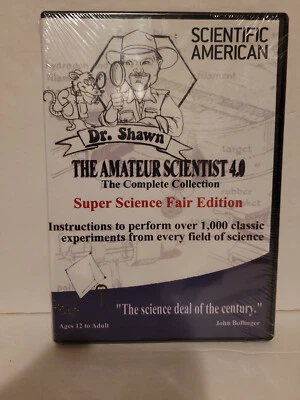 SCIENTIFIC
AMERICAN
Dr. Shawn
THE AMATEUR SCIENTIST 4.0
The Complete Collection
Super Science Fair Edition
Instructions to perform over 1,000 classic
experiments from every field of science
"The science deal of the century."
Ages 12 to Adult
John Bollinger